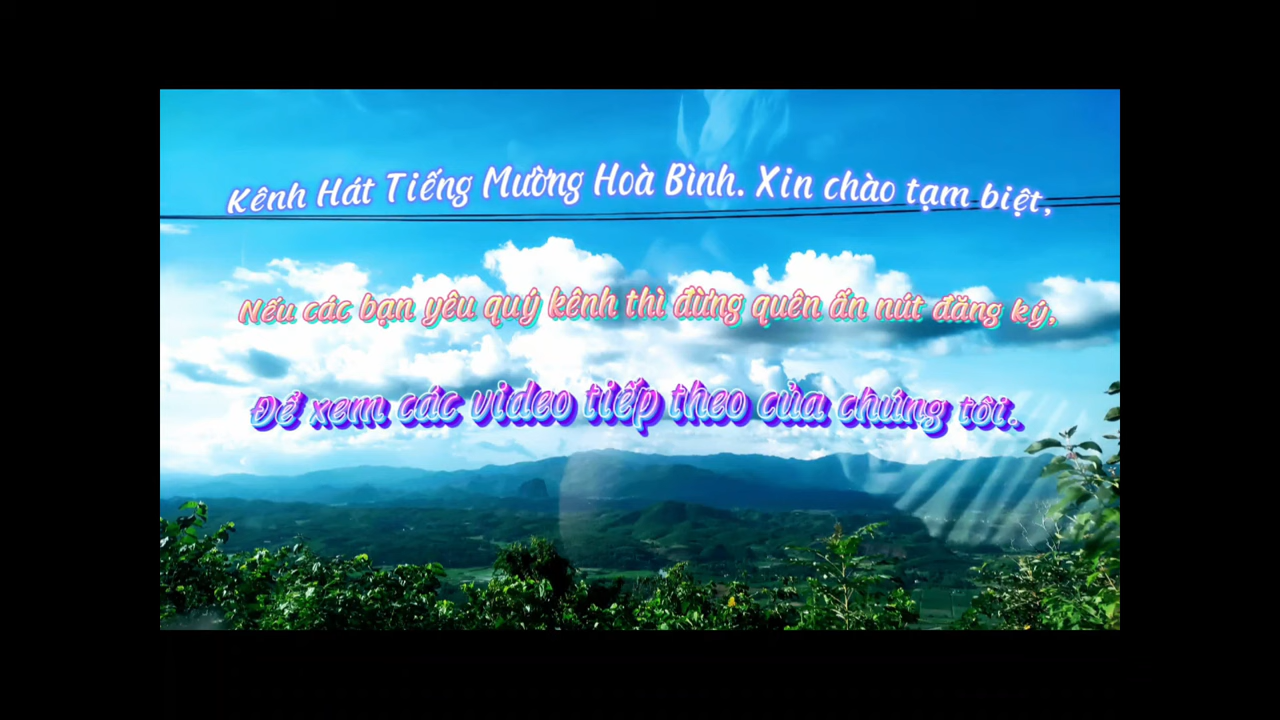 Kênh Hát Tiếng Mường Hoà Bình. Xin chào tạm biệt,
Nếu các bạn yêu quý kênh thì đừng quên ấn nút đăng ký,
Để xem các video tiếp theo của chúng tôi.